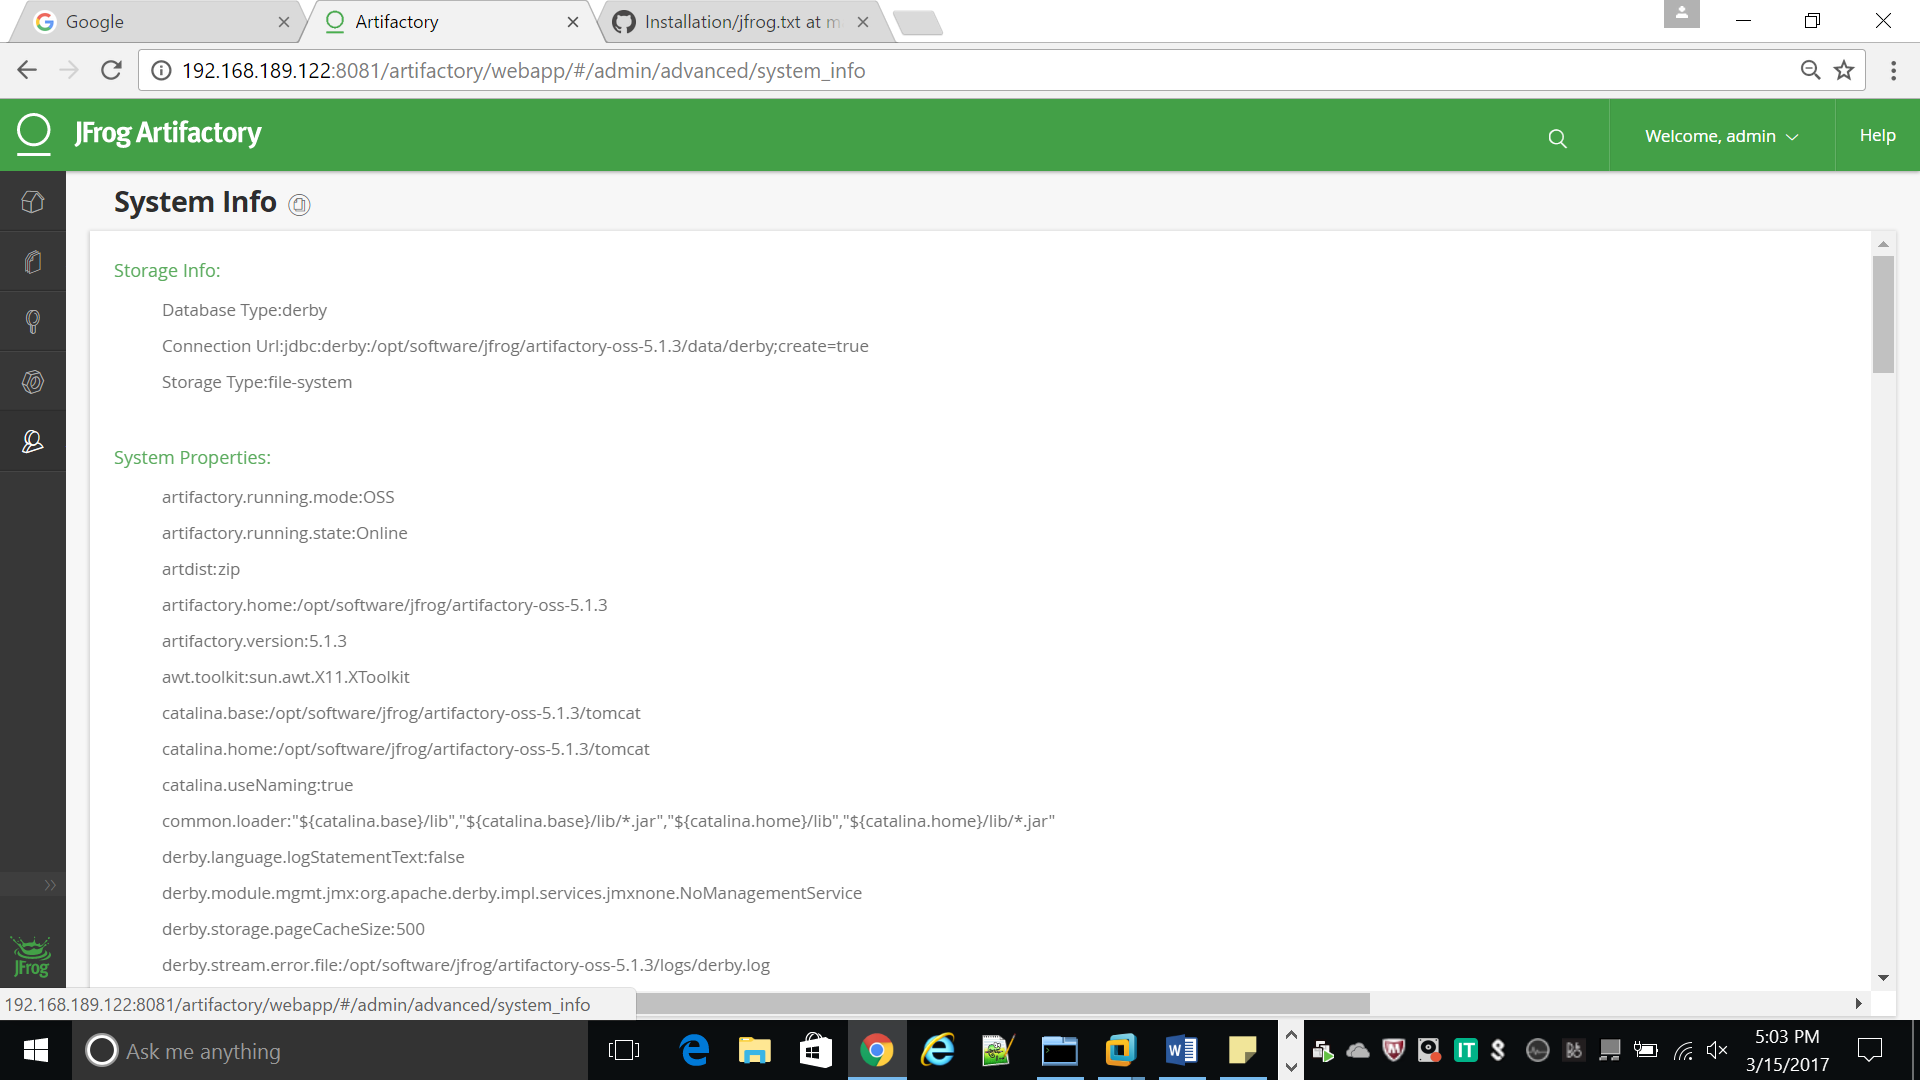 Google
Artifactory
Installation/jfrog.txt at m
192.168.189.122:8081/artifactory/webapp/#/admin/advanced/system_info
JFrog Artifactory
Welcome, admin
Help
System Info
Storage Info:
Database Type:derby
Connection Url:jdbc:derby:/opt/software/jfrog/artifactory-oss-5.1.3/data/derby;create=true
Storage Type:file-system
System Properties:
artifactory.running.mode:OSS
artifactory.running.state:Online
artdist:zip
artifactory.home:/opt/software/jfrog/artifactory-oss-5.1.3
artifactory.version:5.1.3
awt.toolkit:sun.awt.X11.XToolkit
catalina.base:/opt/software/jfrog/artifactory-oss-5.1.3/tomcat
catalina.home:/opt/software/jfrog/artifactory-oss-5.1.3/tomcat
catalina.useNaming:true
common.loader:"${catalina.base}/lib","${catalina.base}/lib/*.jar","${catalina.home}/lib","${catalina.home}/lib/*.jar"
derby.language.logStatementText:false
derby.module.mgmt.jmx:org.apache.derby.impl.services.jmxnone.NoManagementService
derby.storage.pageCacheSize:500
derby.stream.error.file:/opt/software/jfrog/artifactory-oss-5.1.3/logs/derby.log
JFrog
192.168.189.122:8081/artifactory/webapp/#/admin/advanced/system_info
Ask me anything
IT
5:03 PM
3/15/2017